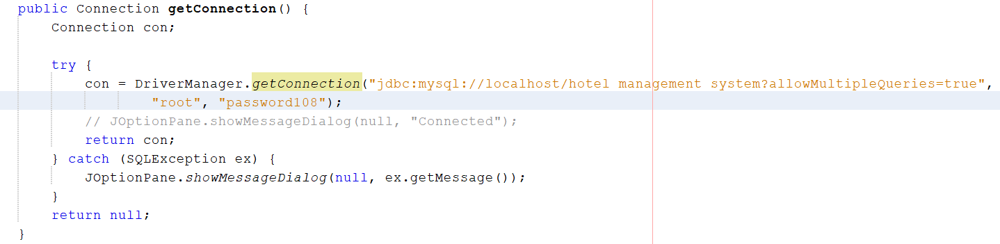 public Connection getConnection() {
Connection con;
try {
con = DriverManager.getConnection("jdbc:mysql://localhost/hotel management system?allowMultipleQueries=true",
"root", "password108");
// JOptionPane.showMessageDialog(null, "Connected");
return con;
} catch (SQLException ex) {
JOptionPane.showMessageDialog(null, ex.getMessage());
}
return null;
}